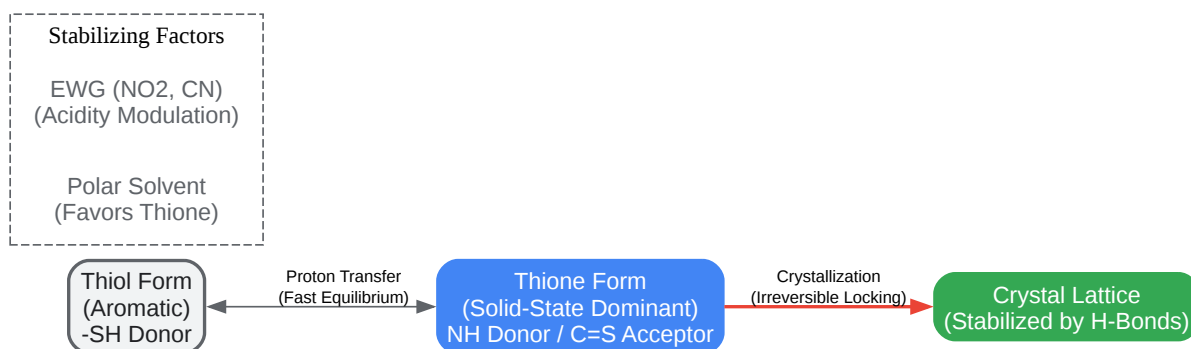 Stabilizing Factors
EWG (NO2, CN)
(Acidity Modulation)
Polar Solvent
(Favors Thione)
Thiol Form
(Aromatic)
-SH Donor
Proton Transfer
(Fast Equilibrium)
Thione Form
(Solid-State Dominant)
NH Donor / C=S Acceptor
Crystallization
(Irreversible Locking)
Crystal Lattice
(Stabilized by H-Bonds)